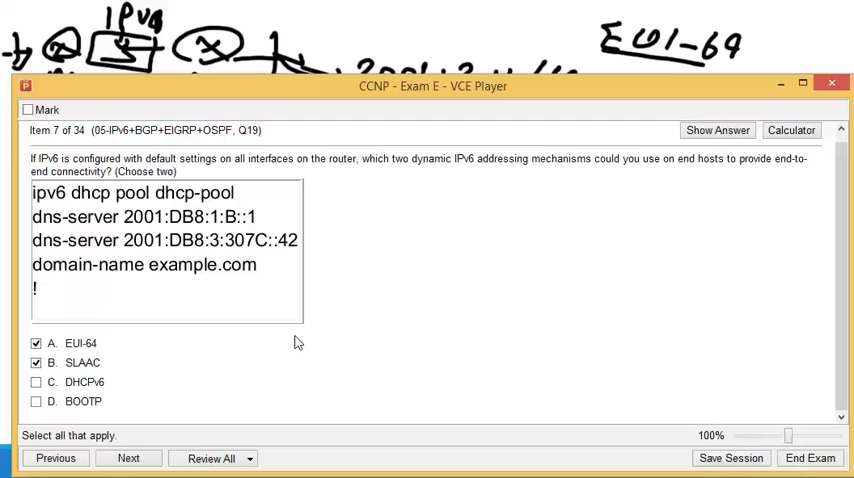 IPv4
EUI-64
CCNP - Exam E - VCE Player
Mark
Item 7 of 34 (05-IPv6+BGP+EIGRP+OSPF, Q19)
Show Answer
Calculator
If IPv6 is configured with default settings on all interfaces on the router, which two dynamic IPv6 addressing mechanisms could you use on end hosts to provide end-to-
end connectivity? (Choose two)
ipv6 dhcp pool dhcp-pool
dns-server 2001:DB8:1:B::1
dns-server 2001:DB8:3:307C::42
domain-name example.com
!
A. EUI-64
B. SLAAC
C. DHCPv6
D. BOOTP
Select all that apply.
100%
Previous
Next
Review All
Save Session
End Exam